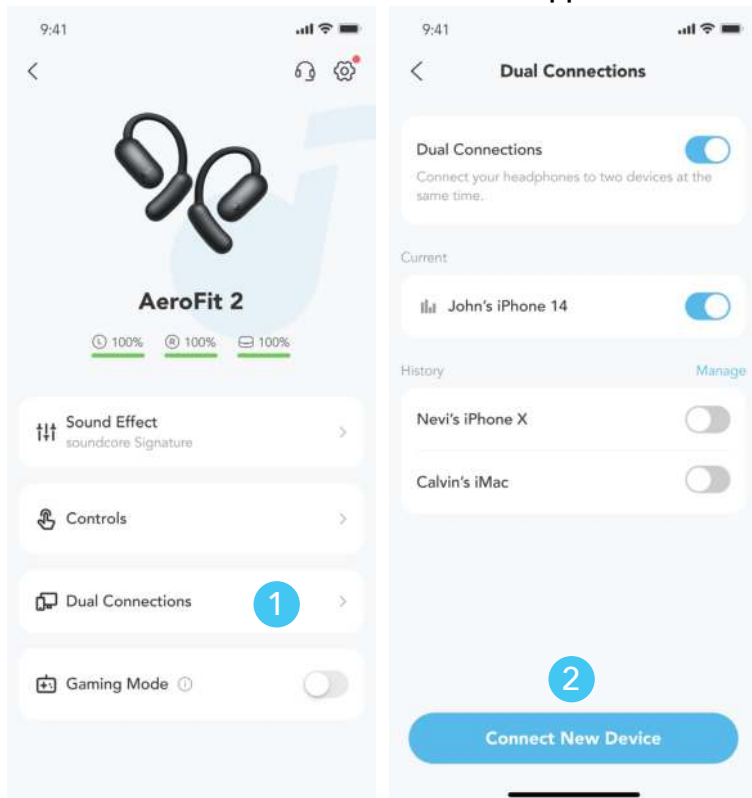 9:41
AeroFit 2
L 100% R 100% 100%
Sound Effect
soundcore Signature
Controls
Dual Connections 1
Gaming Mode
9:41
Dual Connections
Dual Connections
Connect your headphones to two devices at the
same time.
Current
John's iPhone 14
History Manage
Nevi's iPhone X
Calvin's iMac
2
Connect New Device